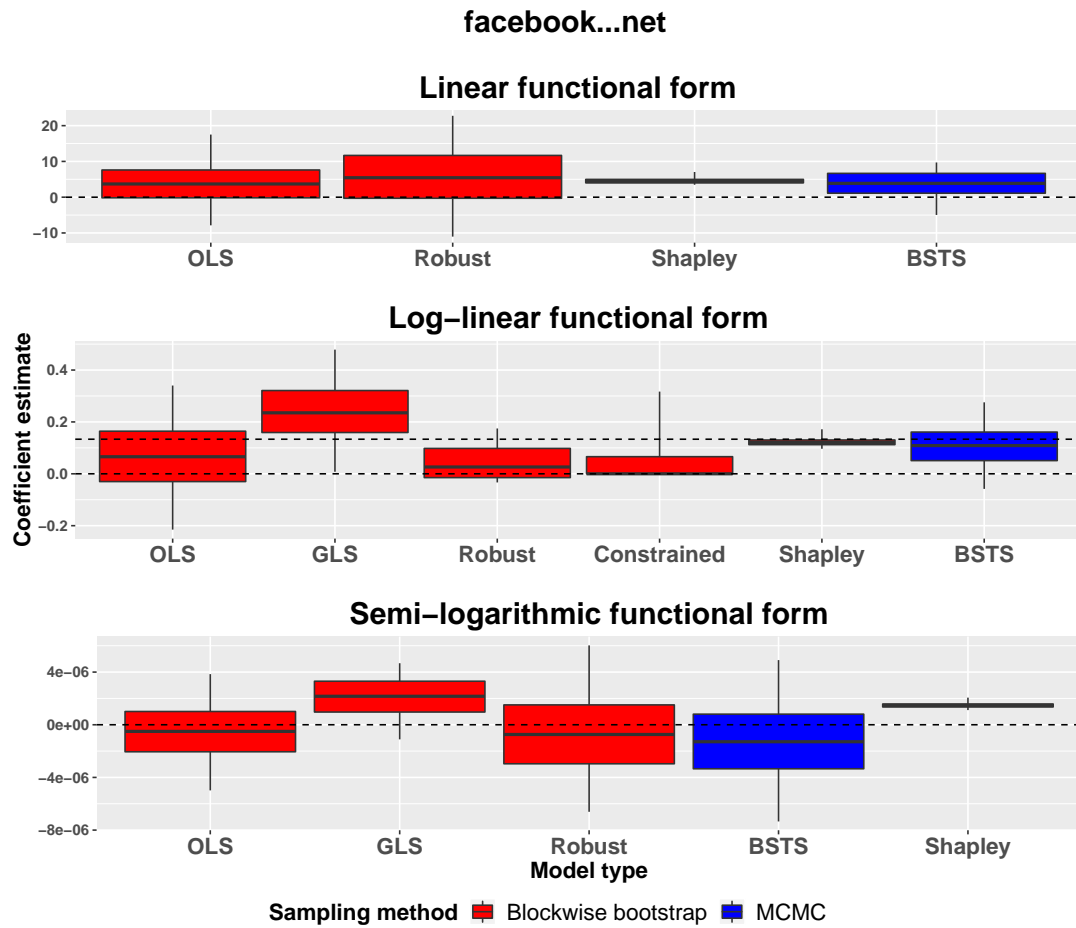 facebook...net
Linear functional form
20
10
0
−10
OLS Robust Shapley BSTS
Log−linear functional form
Coefficient estimate
0.4
0.2
0.0
−0.2
OLS GLS Robust Constrained Shapley BSTS
Semi−logarithmic functional form
4e−06
0e+00
−4e−06
−8e−06
OLS GLS Robust BSTS Shapley
Model type
Sampling method Blockwise bootstrap MCMC